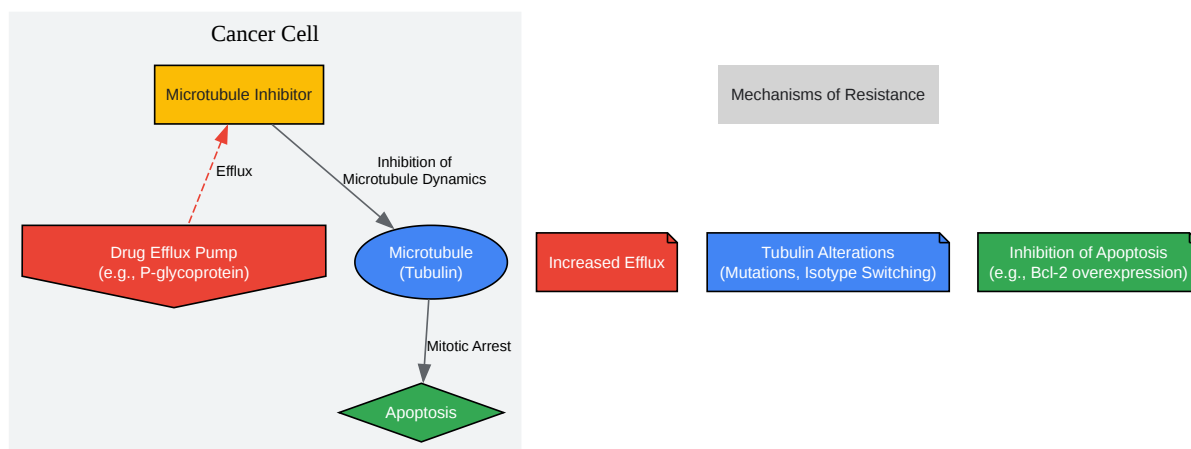 Cancer Cell
Microtubule Inhibitor
Mechanisms of Resistance
Efflux
Inhibition of
Microtubule Dynamics
Drug Efflux Pump
(e.g., P-glycoprotein)
Microtubule
(Tubulin)
Increased Efflux
Tubulin Alterations
(Mutations, Isotype Switching)
Inhibition of Apoptosis
(e.g., Bcl-2 overexpression)
Mitotic Arrest
Apoptosis